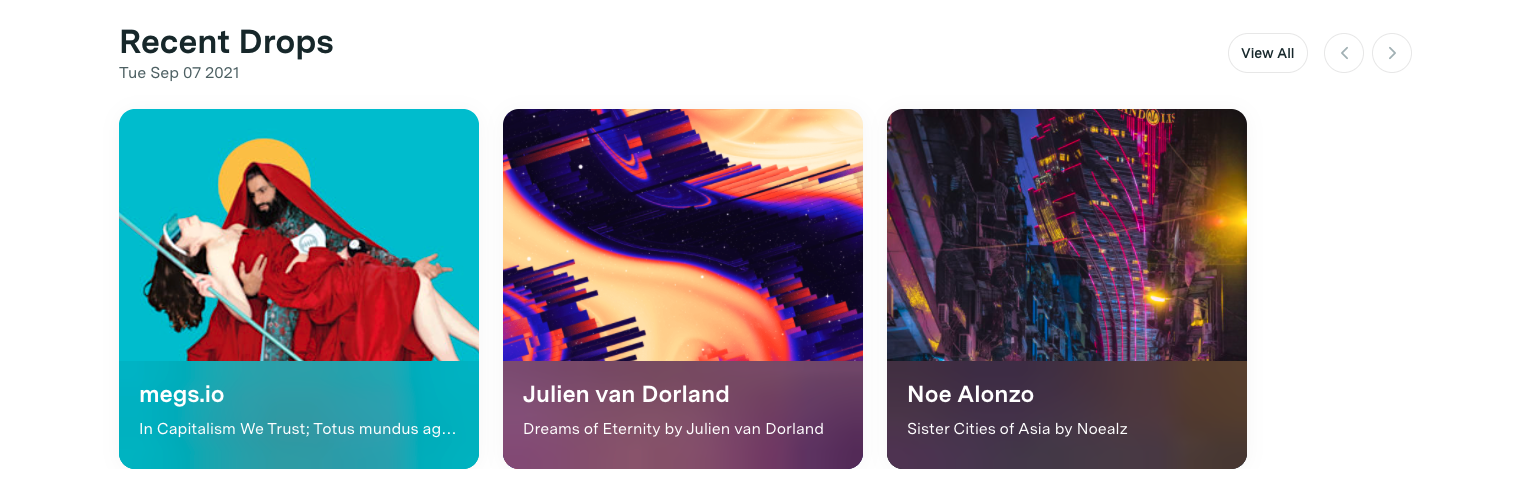 Recent Drops
Tue Sep 07 2021
View All
megs.io
In Capitalism We Trust; Totus mundus ag...
Julien van Dorland
Dreams of Eternity by Julien van Dorland
Noe Alonzo
Sister Cities of Asia by Noealz